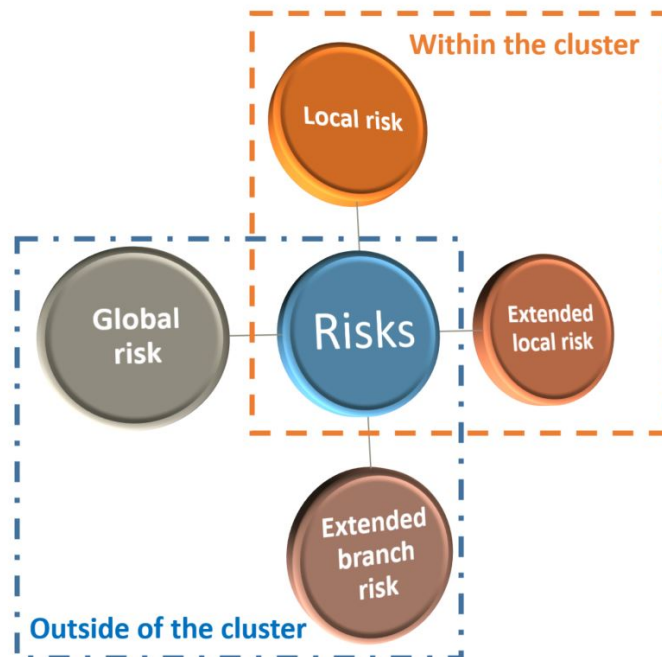 Within the cluster
Local risk
Global
risk
Risks
Extended
local risk
Extended
branch
risk
Outside of the cluster